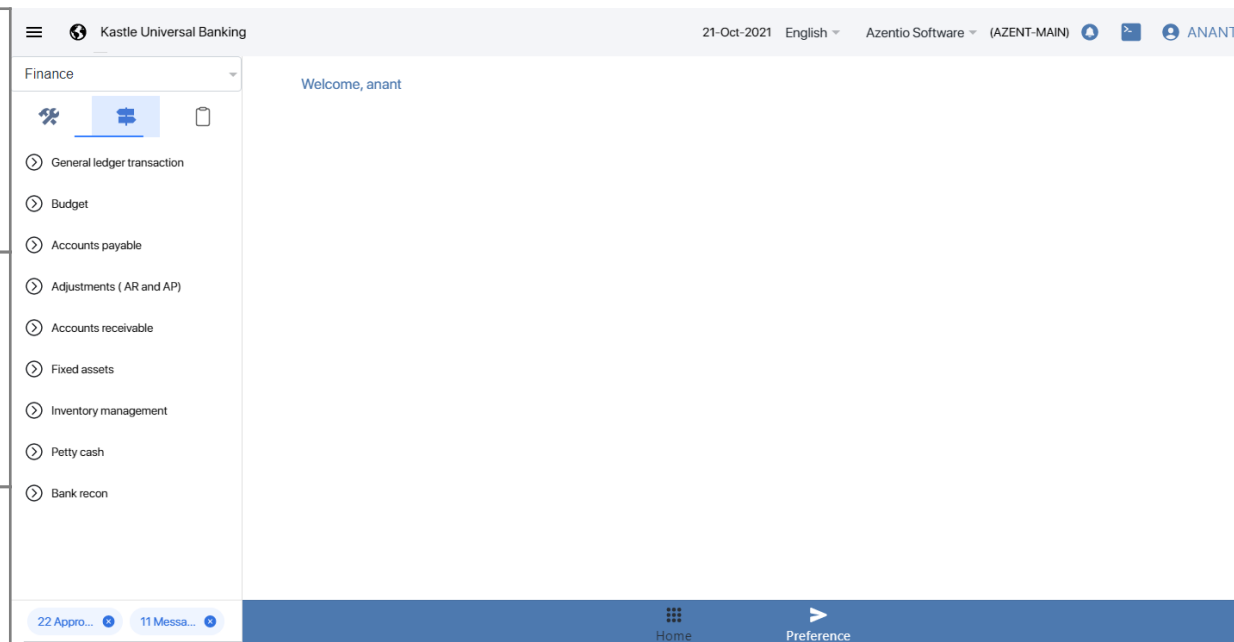 Kastle Universal Banking
21-Oct-2021 English Azentio Software (AZENT-MAIN) ANANT
Finance
Welcome, anant
General ledger transaction
Budget
Accounts payable
Adjustments ( AR and AP)
Accounts receivable
Fixed assets
Inventory management
Petty cash
Bank recon
22 Appro... 11 Messa...
Home Preference